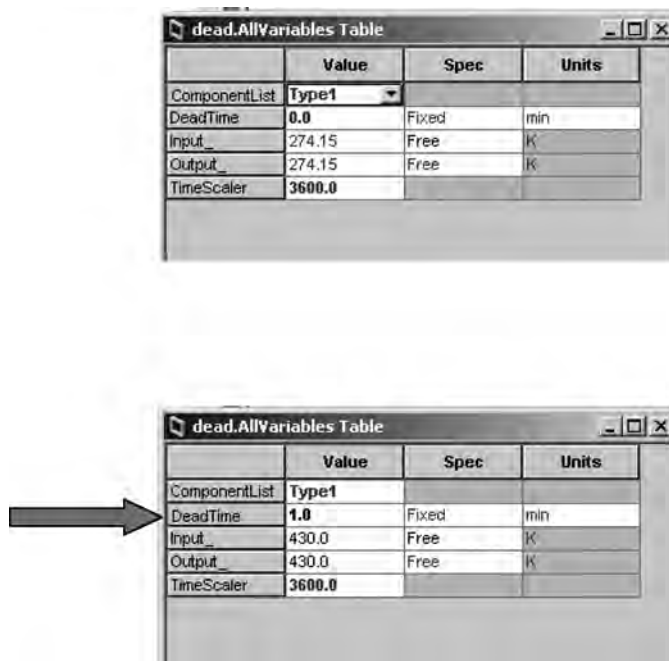 dead.AllVariables Table
Value Spec Units
ComponentList Type1
DeadTime 0.0 Fixed min
Input_ 274.15 Free K
Output_ 274.15 Free K
TimeScaler 3600.0
dead.AllVariables Table
Value Spec Units
ComponentList Type1
DeadTime 1.0 Fixed min
Input_ 430.0 Free K
Output_ 430.0 Free K
TimeScaler 3600.0